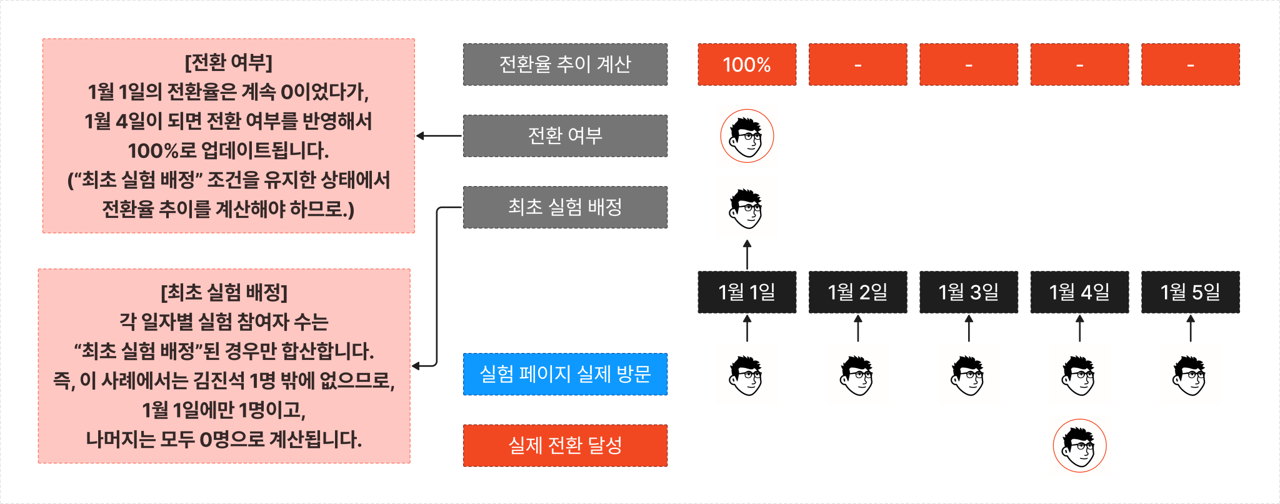 [전환 여부]
1월 1일의 전환율은 계속 0이었다가,
1월 4일이 되면 전환 여부를 반영해서
100%로 업데이트됩니다.
(“최초 실험 배정” 조건을 유지한 상태에서
전환율 추이를 계산해야 하므로.)
[최초 실험 배정]
각 일자별 실험 참여자 수는
“최초 실험 배정”된 경우만 합산합니다.
즉, 이 사례에서는 김진석 1명 밖에 없으므로,
1월 1일에만 1명이고,
나머지는 모두 0명으로 계산됩니다.
전환율 추이 계산
100%
-
-
-
-
전환 여부
최초 실험 배정
1월 1일
1월 2일
1월 3일
1월 4일
1월 5일
실험 페이지 실제 방문
실제 전환 달성